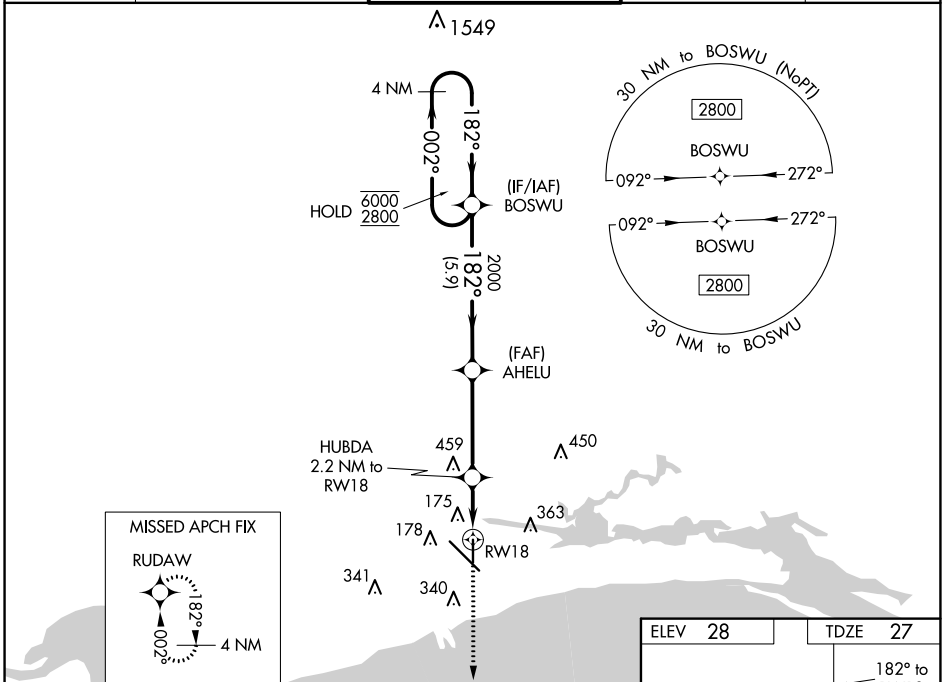 1549
4 NM
002°
182°
HOLD 6000
2800
(IF/IAF)
BOSWU
2000
182°
(5.9)
(FAF)
AHELU
HUBDA
2.2 NM to
RW18
459
450
175
363
178
RW18
341
340
30 NM to BOSWU (NoPT)
2800
BOSWU
092°
272°
092°
272°
BOSWU
2800
30 NM to BOSWU
MISSED APCH FIX
RUDAW
182°
002°
4 NM
ELEV 28
TDZE 27
182° to